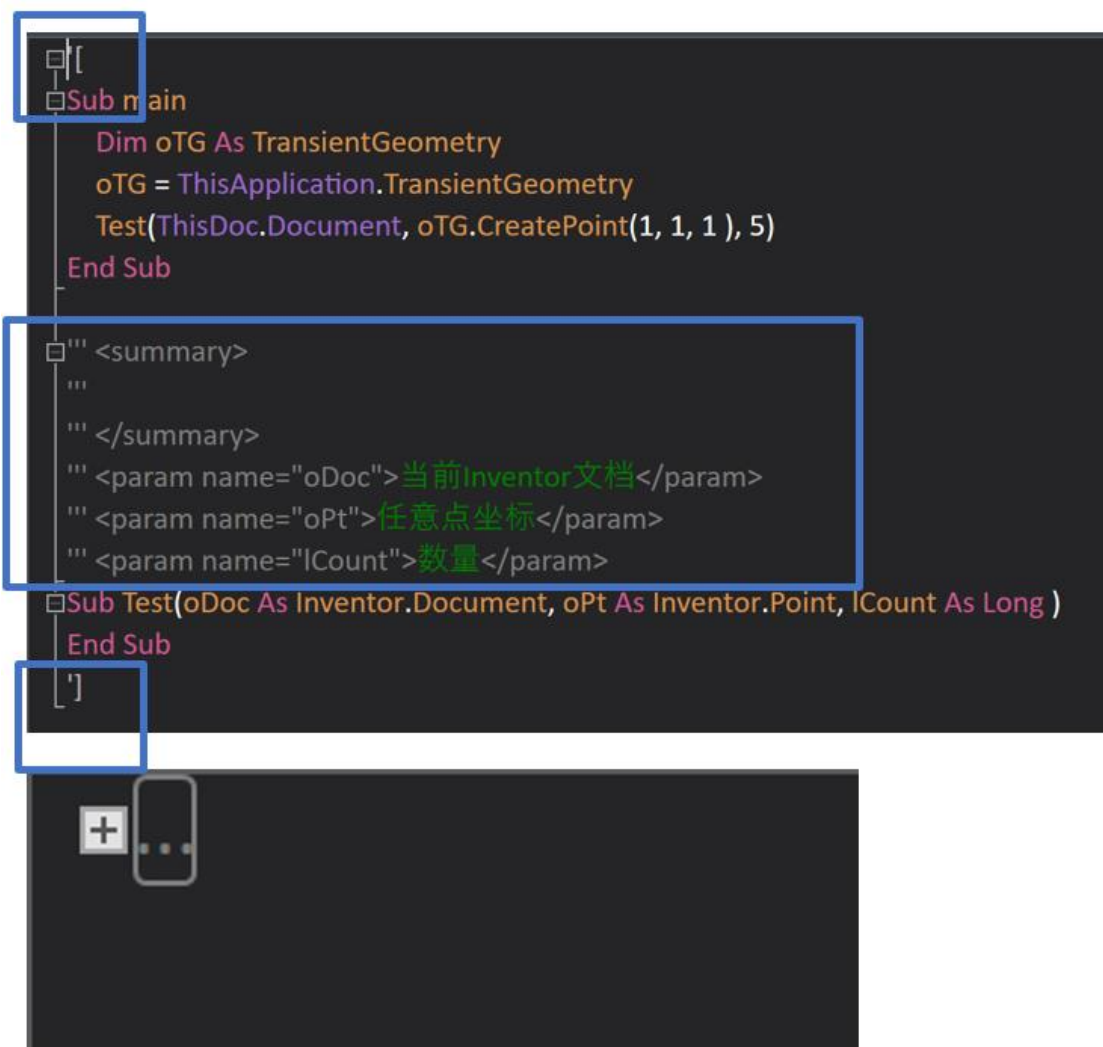 '[
Sub main
Dim oTG As TransientGeometry
oTG = ThisApplication.TransientGeometry
Test(ThisDoc.Document, oTG.CreatePoint(1, 1, 1 ), 5)
End Sub
''' <summary>
'''
''' </summary>
''' <param name="oDoc">当前Inventor文档</param>
''' <param name="oPt">任意点坐标</param>
''' <param name="lCount">数量</param>
Sub Test(oDoc As Inventor.Document, oPt As Inventor.Point, lCount As Long )
End Sub
']
...